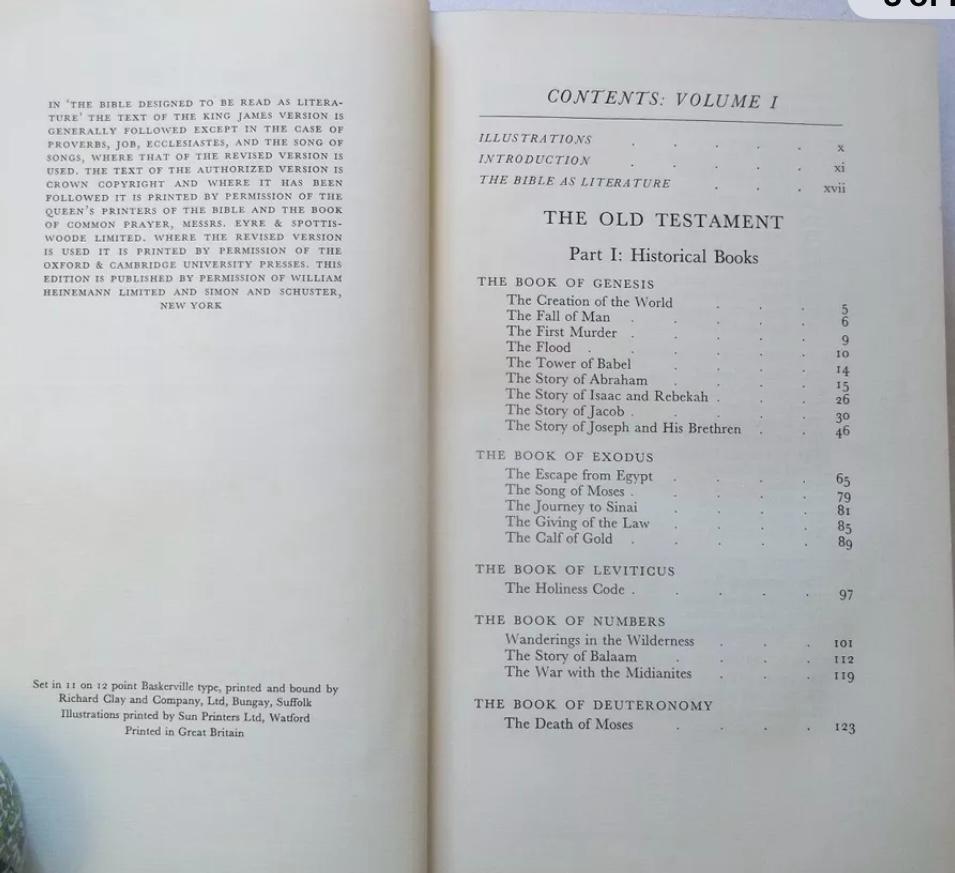 IN 'THE BIBLE DESIGNED TO BE READ AS LITERA-
TURE' THE TEXT OF THE KING JAMES VERSION IS
GENERALLY FOLLOWED EXCEPT IN THE CASE OF
PROVERBS, JOB, ECCLESIASTES, AND THE SONG OF
SONGS, WHERE THAT OF THE REVISED VERSION IS
USED. THE TEXT OF THE AUTHORIZED VERSION IS
CROWN COPYRIGHT AND WHERE IT HAS BEEN
FOLLOWED IT IS PRINTED BY PERMISSION OF THE
QUEEN'S PRINTERS OF THE BIBLE AND THE BOOK
OF COMMON PRAYER, MESSRS. EYRE & SPOTTIS-
WOODE LIMITED. WHERE THE REVISED VERSION
IS USED IT IS PRINTED BY PERMISSION OF THE
OXFORD & CAMBRIDGE UNIVERSITY PRESSES. THIS
EDITION IS PUBLISHED BY PERMISSION OF WILLIAM
HEINEMANN LIMITED AND SIMON AND SCHUSTER,
NEW YORK
Set in 11 on 12 point Baskerville type, printed and bound by
Richard Clay and Company, Ltd, Bungay, Suffolk
Illustrations printed by Sun Printers Ltd, Watford
Printed in Great Britain
CONTENTS: VOLUME I
ILLUSTRATIONS . . . . . x
INTRODUCTION . . . . . xi
THE BIBLE AS LITERATURE . . . xvii
THE OLD TESTAMENT
Part I: Historical Books
THE BOOK OF GENESIS
The Creation of the World . . . 5
The Fall of Man . . . . . 6
The First Murder . . . . . 9
The Flood . . . . . . 10
The Tower of Babel . . . . 14
The Story of Abraham . . . . 15
The Story of Isaac and Rebekah . . . 26
The Story of Jacob . . . . . 30
The Story of Joseph and His Brethren . . 46
THE BOOK OF EXODUS
The Escape from Egypt . . . . 65
The Song of Moses . . . . . 79
The Journey to Sinai . . . . 81
The Giving of the Law . . . . 85
The Calf of Gold . . . . . 89
THE BOOK OF LEVITICUS
The Holiness Code . . . . . 97
THE BOOK OF NUMBERS
Wanderings in the Wilderness . . . 101
The Story of Balaam . . . . 112
The War with the Midianites . . . 119
THE BOOK OF DEUTERONOMY
The Death of Moses . . . . 123